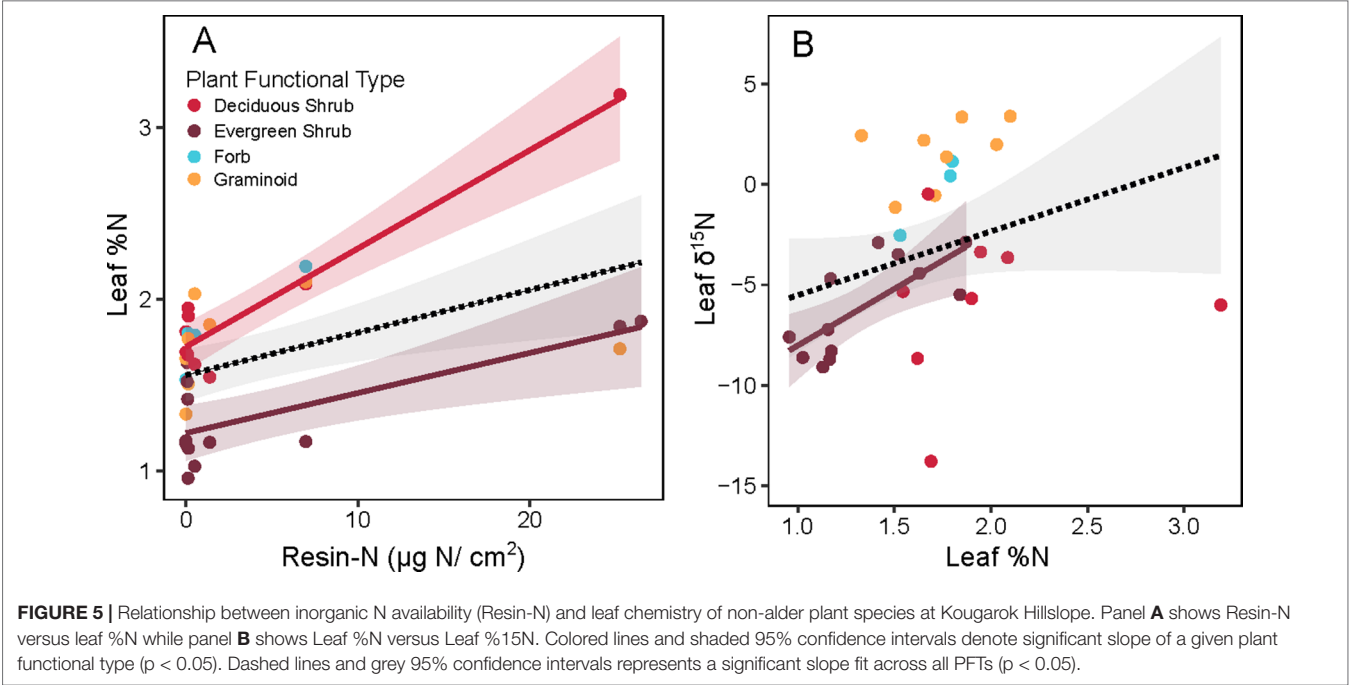 A
Plant Functional Type
Deciduous Shrub
Evergreen Shrub
Forb
Graminoid
3
2
1
Leaf %N
0
10
20
Resin-N (µg N/ cm²)
B
5
0
−5
−10
−15
Leaf δ¹⁵N
1.0
1.5
2.0
2.5
3.0
Leaf %N
FIGURE 5 | Relationship between inorganic N availability (Resin-N) and leaf chemistry of non-alder plant species at Kougarok Hillslope. Panel A shows Resin-N
versus leaf %N while panel B shows Leaf %N versus Leaf %15N. Colored lines and shaded 95% confidence intervals denote significant slope of a given plant
functional type (p < 0.05). Dashed lines and grey 95% confidence intervals represents a significant slope fit across all PFTs (p < 0.05).